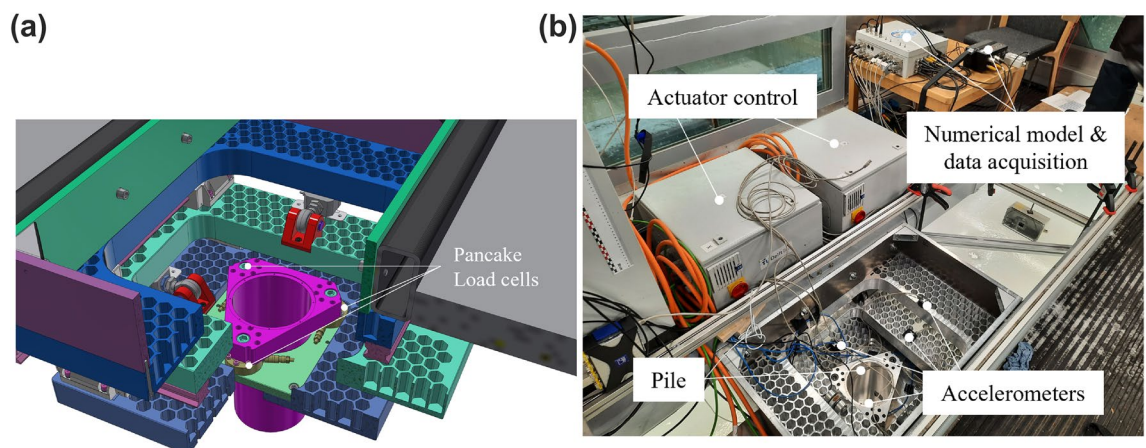 (a)
Pancake
Load cells
(b)
Actuator control
Numerical model &
data acquisition
Pile
Accelerometers